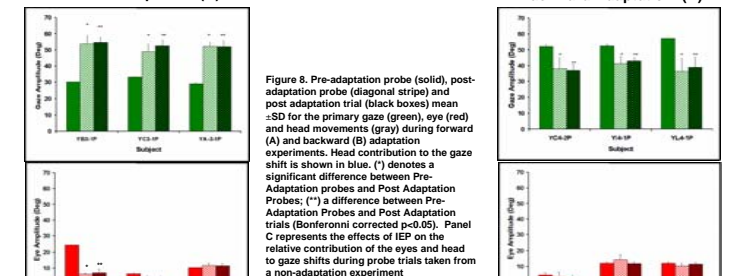 70
60
50
40
30
20
10
0
Gaze Amplitude (Deg)
YC3-1P
YK-3-1P
Subject
70
60
50
40
30
20
10
Eye Amplitude (Deg)
*
**
Figure 8. Pre-adaptation probe (solid), post-
adaptation probe (diagonal stripe) and
post adaptation trial (black boxes) mean
±SD for the primary gaze (green), eye (red)
and head movements (gray) during forward
(A) and backward (B) adaptation
experiments. Head contribution to the gaze
shift is shown in blue. (*) denotes a
significant difference between Pre-
Adaptation probes and Post Adaptation
Probes; (**) a difference between Pre-
Adaptation Probes and Post Adaptation
trials (Bonferonni corrected p<0.05). Panel
C represents the effects of IEP on the
relative contribution of the eyes and head
to gaze shifts during probe trials taken from
a non-adaptation experiment
70
60
50
40
30
20
10
0
Gaze Amplitude (Deg)
YC4-2P
YI4-1P
YL4-1P
Subject
70
60
50
40
30
20
10
Eye Amplitude (Deg)